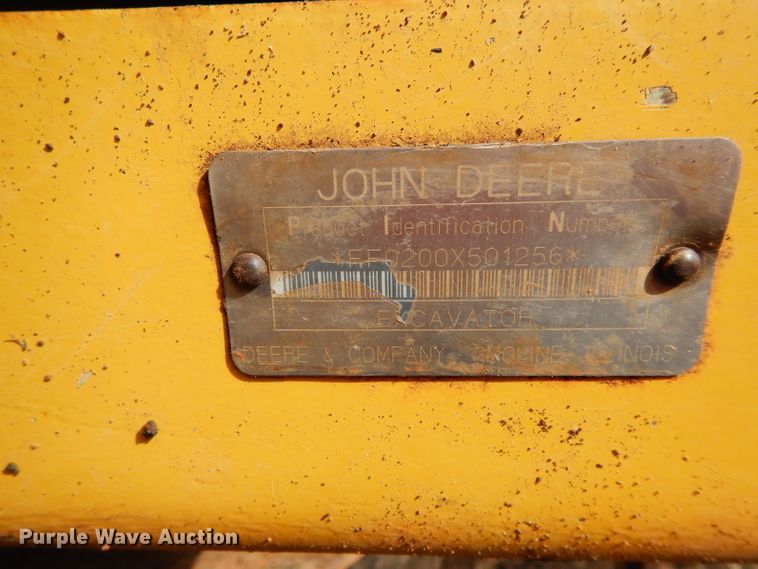 JOHN DEERE
Product Identification Number
*FF0200X501256*
EXCAVATOR
DEERE & COMPANY MOLINE ILLINOIS
Purple Wave Auction